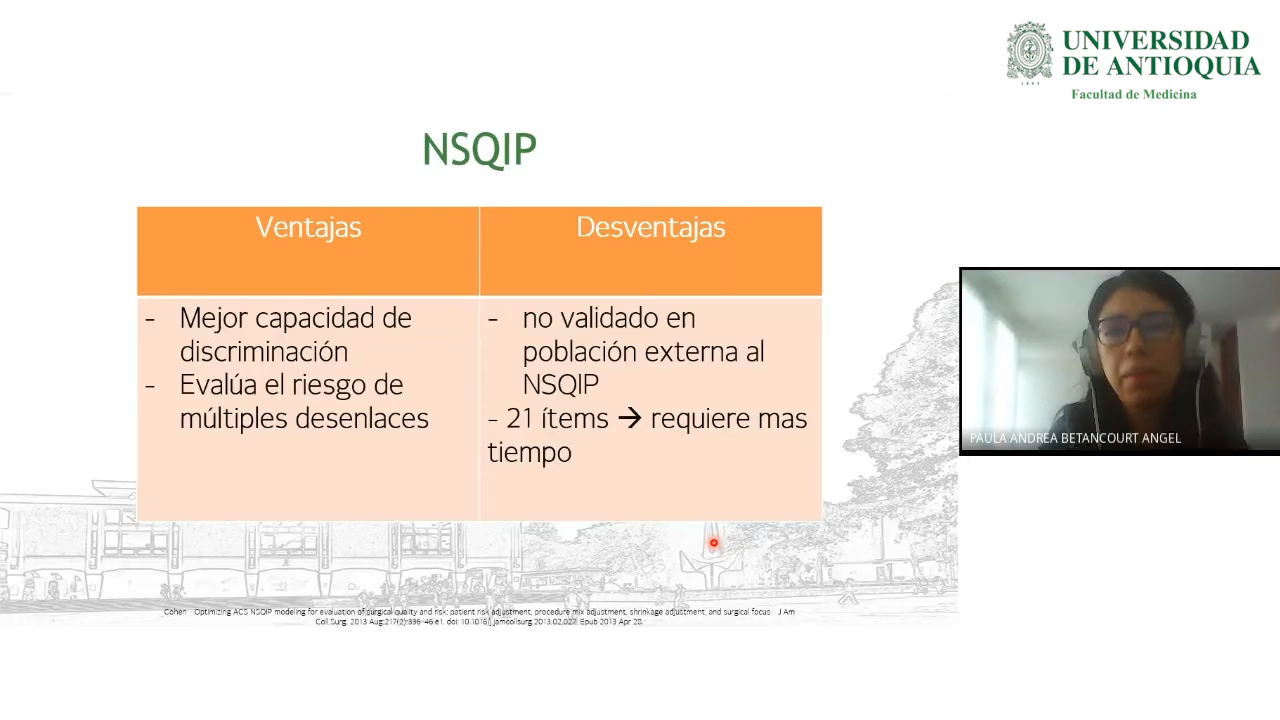 UNIVERSIDAD
DE ANTIOQUIA
1803
Facultad de Medicina
NSQIP
Ventajas
Desventajas
- Mejor capacidad de
discriminación
- Evalúa el riesgo de
múltiples desenlaces
- no validado en
población externa al
NSQIP
- 21 ítems → requiere mas
tiempo
PAULA ANDREA BETANCOURT ANGEL
Cohen Optimizing ACS NSQIP modeling for evaluation of surgical quality and risk: patient risk adjustment, procedure mix adjustment, shrinkage adjustment, and surgical focus J Am
Coll Surg. 2013 Aug;217(2):336-46.e1. doi: 10.1016/j.jamcollsurg.2013.02.027. Epub 2013 Apr 28.